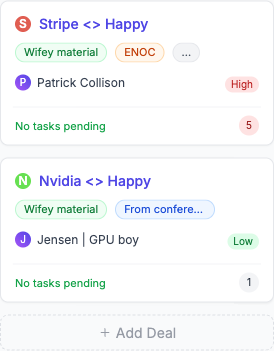 S Stripe <> Happy
Wifey material ENOC ...
P Patrick Collison High
No tasks pending 5
N Nvidia <> Happy
Wifey material From confere...
J Jensen | GPU boy Low
No tasks pending 1
+ Add Deal